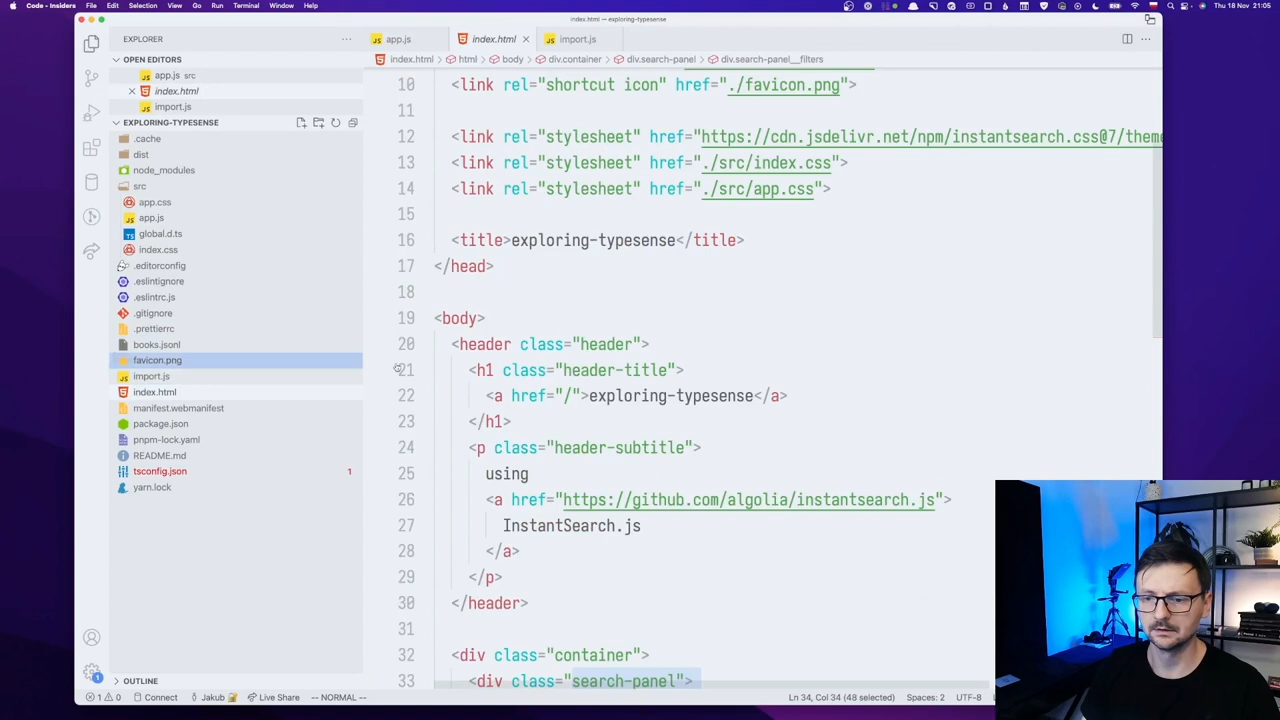 Code - Insiders File Edit Selection View Go Run Terminal Window Help
Thu 18 Nov 21:05
index.html — exploring-typesense
EXPLORER
app.js
index.html
import.js
OPEN EDITORS
index.html
html
body
div.container
div.search-panel
div.search-panel__filters
app.js src
index.html
import.js
EXPLORING-TYPESENSE
.cache
dist
node_modules
src
app.css
app.js
global.d.ts
index.css
.editorconfig
.eslintignore
.eslintrc.js
.gitignore
.prettierrc
books.jsonl
favicon.png
import.js
index.html
manifest.webmanifest
package.json
pnpm-lock.yaml
README.md
tsconfig.json 1
yarn.lock
OUTLINE
10 <link rel="shortcut icon" href="./favicon.png">
11
12 <link rel="stylesheet" href="https://cdn.jsdelivr.net/npm/instantsearch.css@7/theme
13 <link rel="stylesheet" href="./src/index.css">
14 <link rel="stylesheet" href="./src/app.css">
15
16 <title>exploring-typesense</title>
17 </head>
18
19 <body>
20 <header class="header">
21 <h1 class="header-title">
22 <a href="/">exploring-typesense</a>
23 </h1>
24 <p class="header-subtitle">
25 using
26 <a href="https://github.com/algolia/instantsearch.js">
27 InstantSearch.js
28 </a>
29 </p>
30 </header>
31
32 <div class="container">
33 <div class="search-panel">
1
1 0 Connect Jakub Live Share -- NORMAL --
Ln 34, Col 34 (48 selected) Spaces: 2 UTF-8